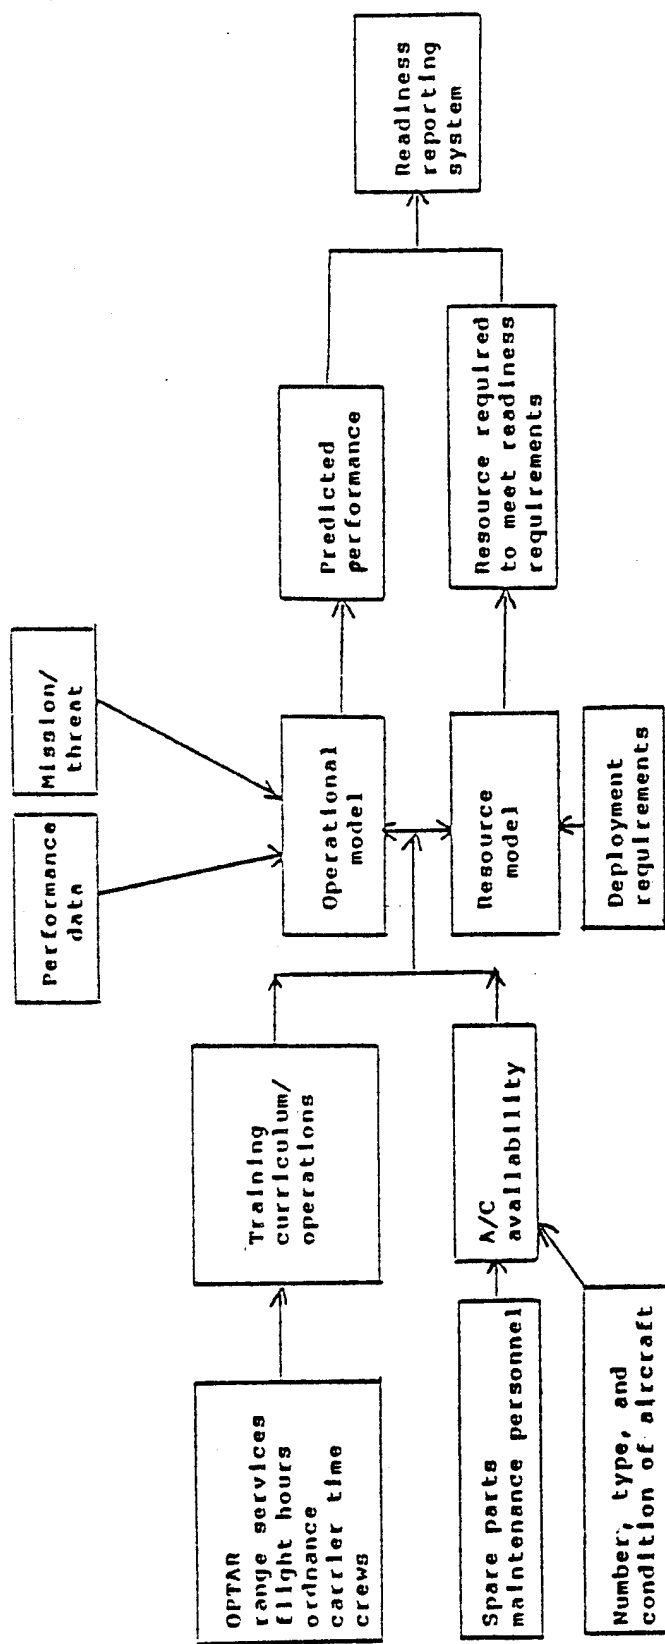 OPTAR
range services
flight hours
ordnance
carrier time
crews
Spare parts
maintenance personnel
Number, type, and
condition of aircraft
Training
curriculum/
operations
A/C
availability
Performance
data
Mission/
threat
Operational
model
Resource
model
Deployment
requirements
Predicted
performance
Resource required
to meet readiness
requirements
Readiness
reporting
system